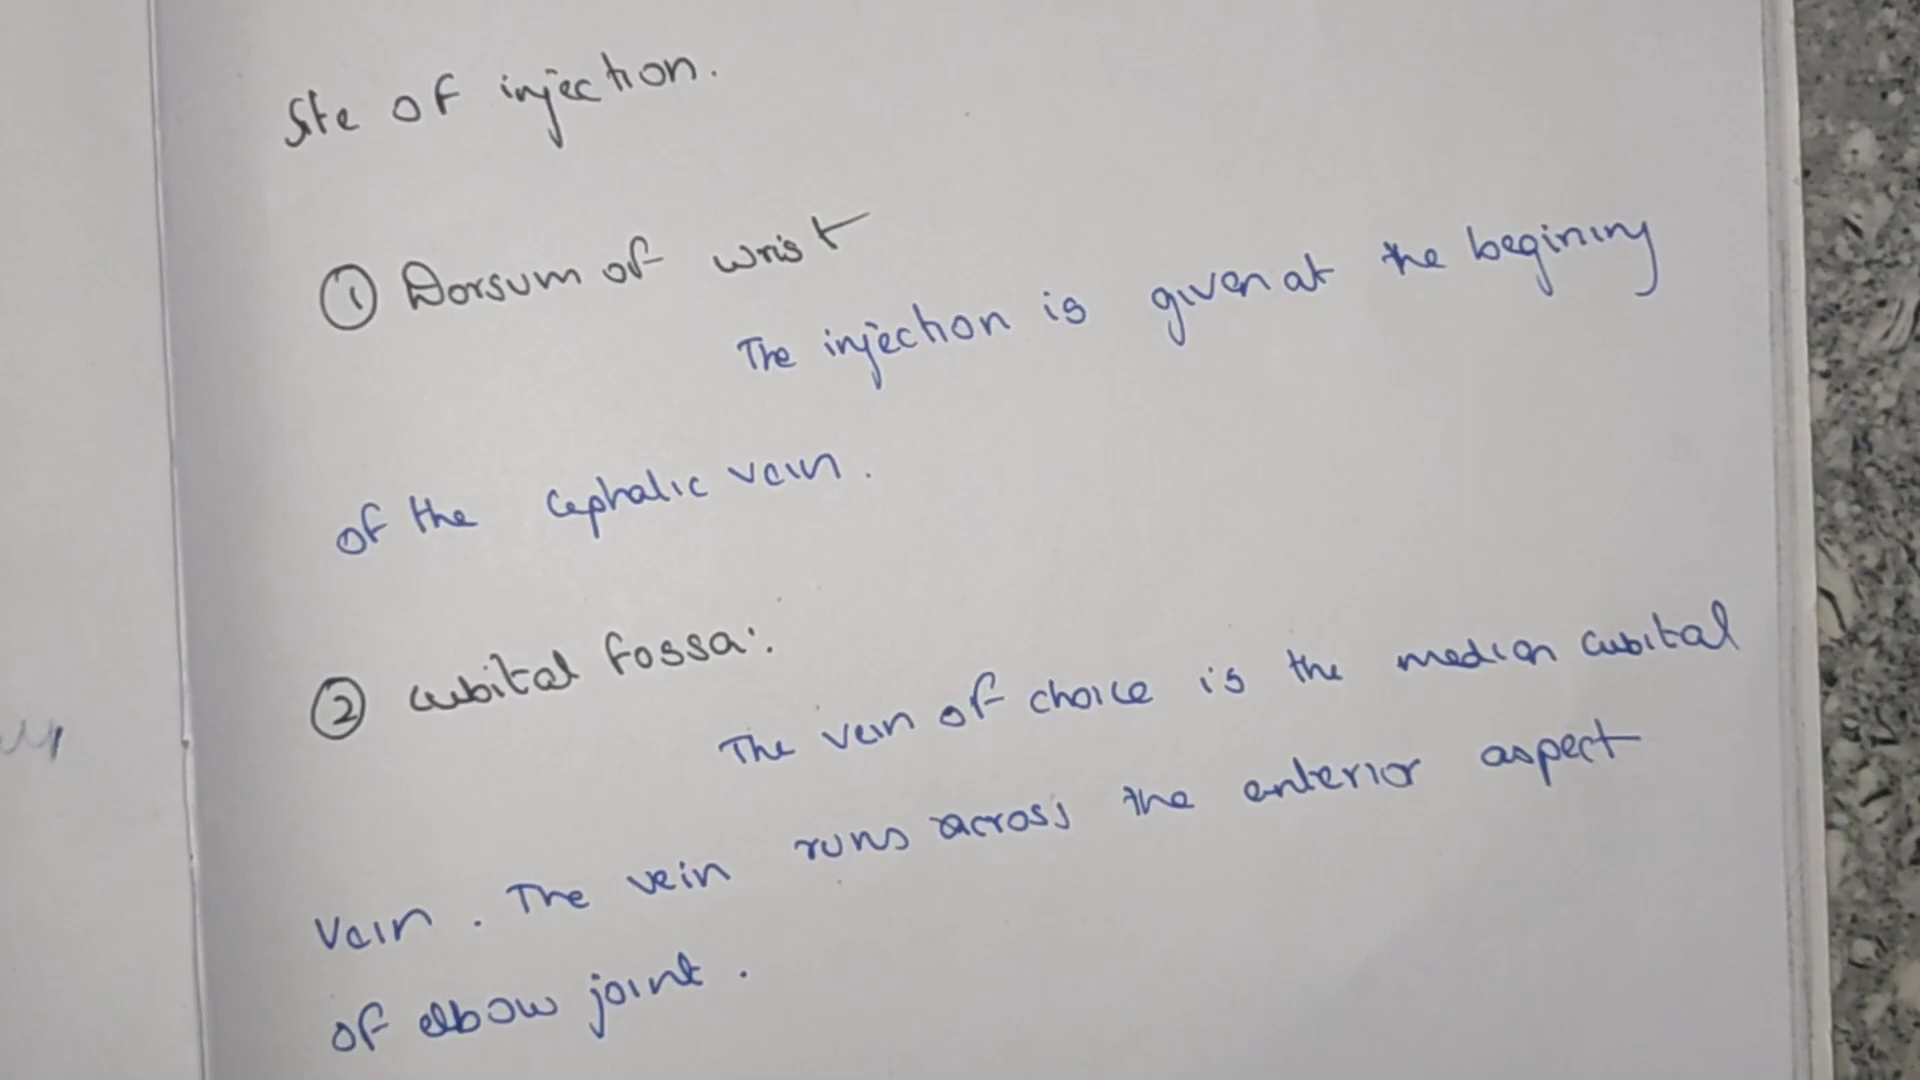 Site of injection.
① Dorsum of wrist
The injection is given at the begining
of the cephalic vein.
② cubital fossa:.
The vein of choice is the median cubital
vein. The vein runs across the anterior aspect
of elbow joint.